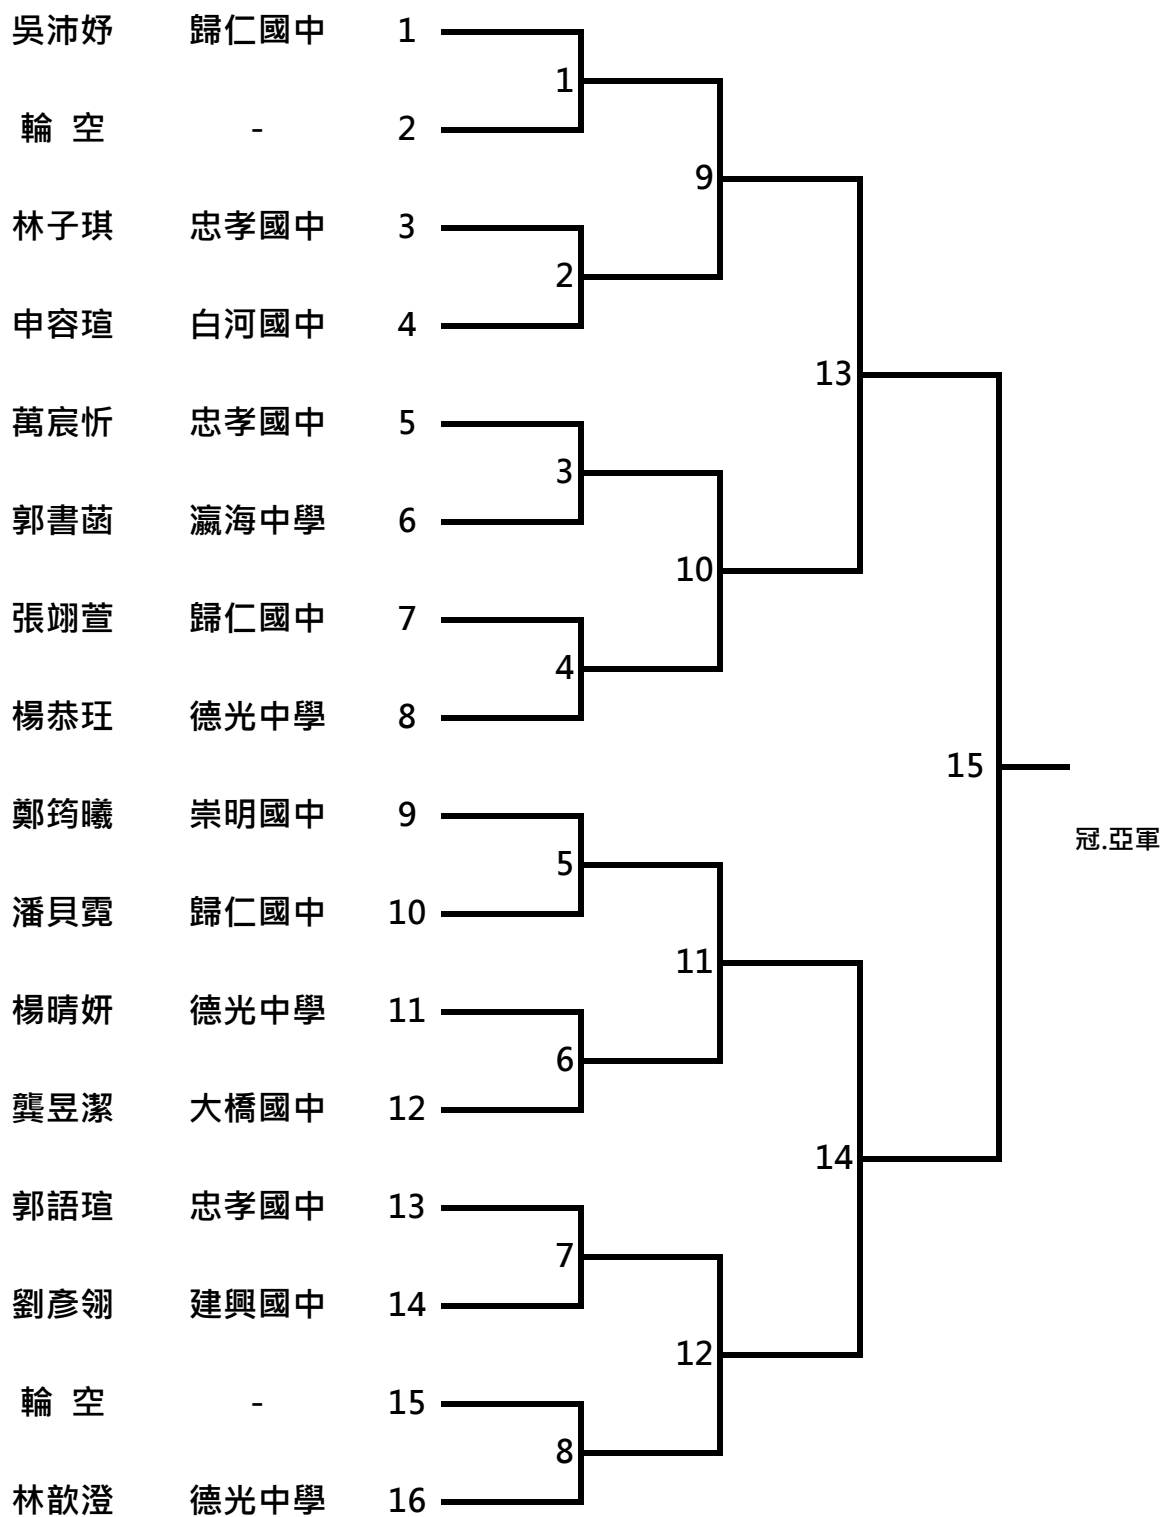 吳沛妤 歸仁國中 1
1
輪 空 - 2
9
林子琪 忠孝國中 3
2
申容瑄 白河國中 4
13
萬宸忻 忠孝國中 5
3
郭書菡 瀛海中學 6
10
張翊萱 歸仁國中 7
4
楊恭玨 德光中學 8
15
鄭筠曦 崇明國中 9
冠.亞軍
5
潘貝霓 歸仁國中 10
11
楊晴妍 德光中學 11
6
龔昱潔 大橋國中 12
14
郭語瑄 忠孝國中 13
7
劉彥翎 建興國中 14
12
輪 空 - 15
8
林歆澄 德光中學 16